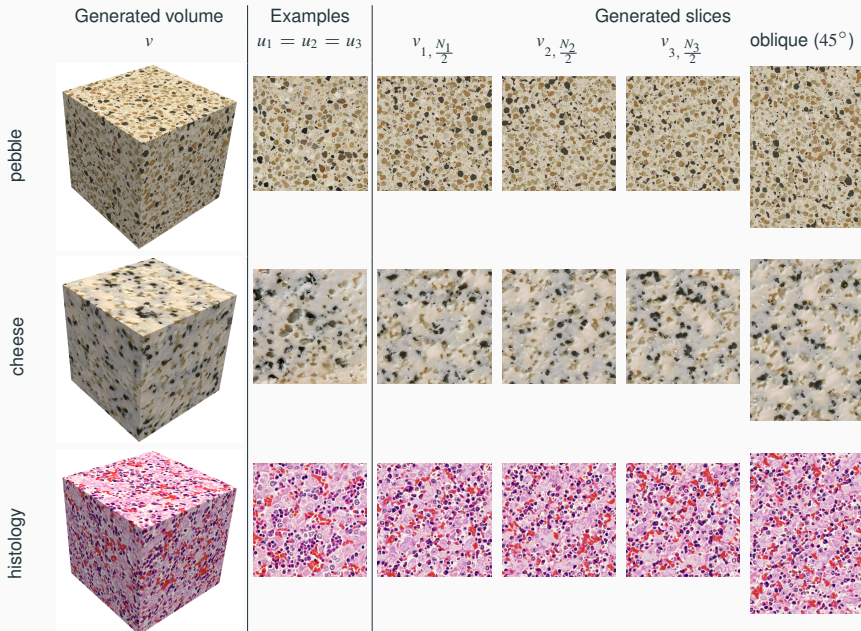 Generated volume Examples Generated slices
v u₁ = u₂ = u₃ v₁, N₁/2 v₂, N₂/2 v₃, N₃/2 oblique (45°)
pebble
cheese
histology